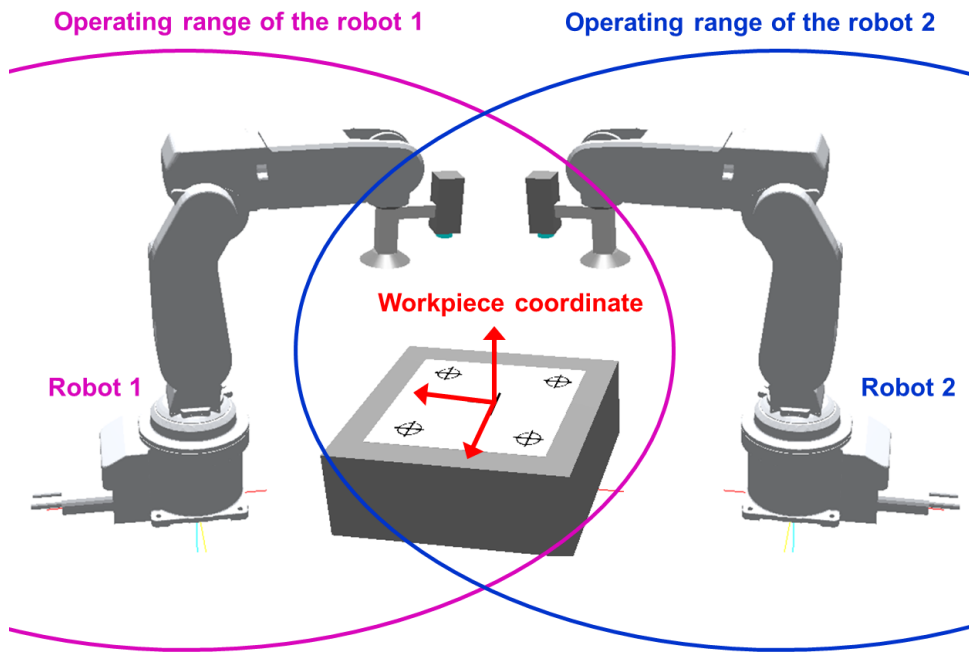 Operating range of the robot 1
Operating range of the robot 2
Workpiece coordinate
Robot 1
Robot 2